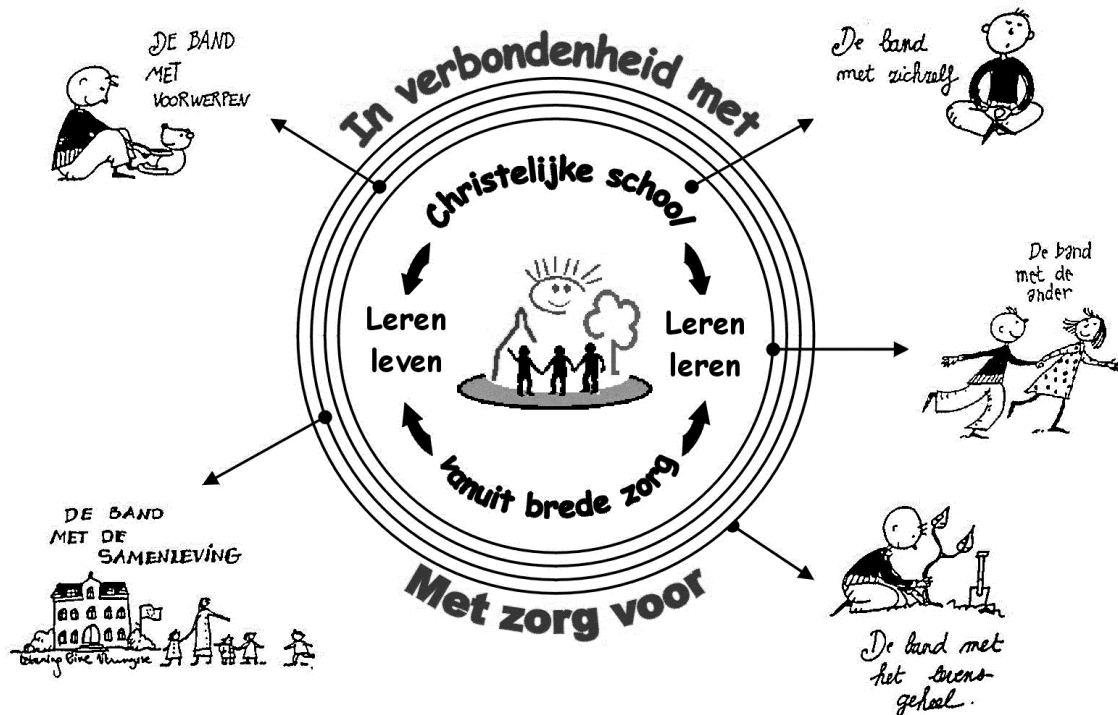 DE BAND
MET
VOORWERPEN
In verbondenheid met
De band
met zichzelf
Christelijke school
De band
met de
ander
Leren
leven
Leren
leren
vanuit brede zorg
DE BAND
MET DE
SAMENLEVING
Met zorg voor
De band met
het levens-
geheel.